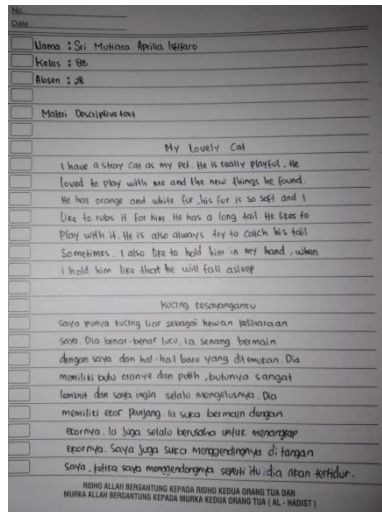 No.
Date
Nama : Sri Mutiara Aprilia
Kelas : 8B
Absen : 28
Materi Descriptive text
My Lovely Cat
I have a stray cat as my pet. He is really playful. He
loved to play with me and the new things he found.
He has orange and white fur, his fur is so soft and I
like to rubs it for him. He has a long tail. He likes to
Play with it. He is also always try to catch his tail
Sometimes. I also like to hold him in my hand, when
I hold him like that he will fall asleep
Kucing kesayanganku
Saya punya kucing liar sebagai hewan peliharaan
saya. Dia benar-benar lucu, Ia senang bermain
dengan saya dan hal-hal baru yang ditemukan. Dia
memiliki bulu oranye dan putih, bulunya sangat
lembut dan saya ingin selalu mengelusnya. Dia
memiliki ekor panjang. Ia suka bermain dengan
ekornya. Ia juga selalu berusaha untuk menangkap
ekornya. Saya juga suka menggendongnya di tangan
saya, ketika saya menggendongnya seperti itu dia akan tertidur.
RIDHO ALLAH BERGANTUNG KEPADA RIDHO KEDUA ORANG TUA DAN
MURKA ALLAH BERGANTUNG KEPADA MURKA KEDUA ORANG TUA ( AL - HADIST )